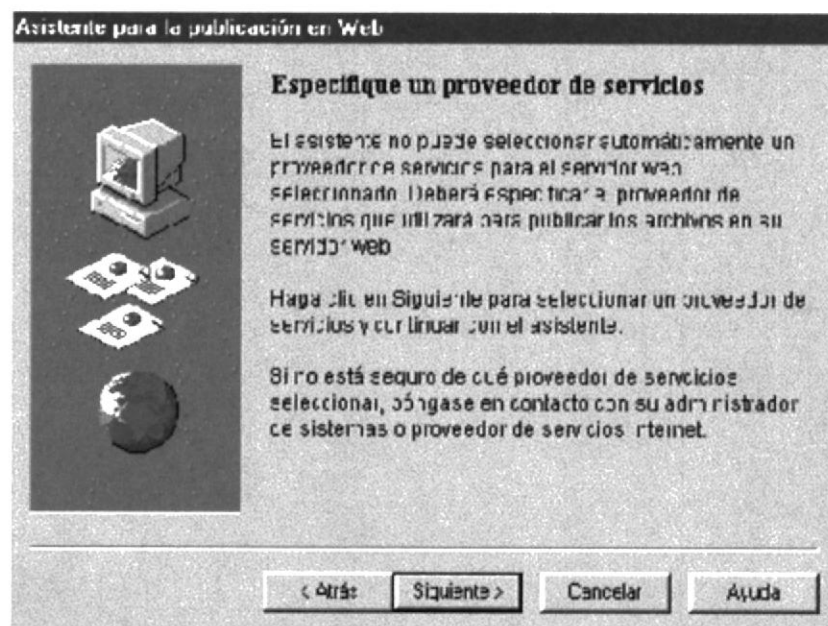 Asistente para la publicación en Web
Especifique un proveedor de servicios
El asistente no puede seleccionar automáticamente un
proveedor de servicios para el servidor web
seleccionado. Deberá especificar el proveedor de
servicios que utilizará para publicar los archivos en su
servidor web
Haga clic en Siguiente para seleccionar un proveedor de
servicios y continuar con el asistente.
Si no está seguro de qué proveedor de servicios
seleccionar, póngase en contacto con su administrador
de sistemas o proveedor de servicios Internet.
< Atrás
Siguiente >
Cancelar
Ayuda